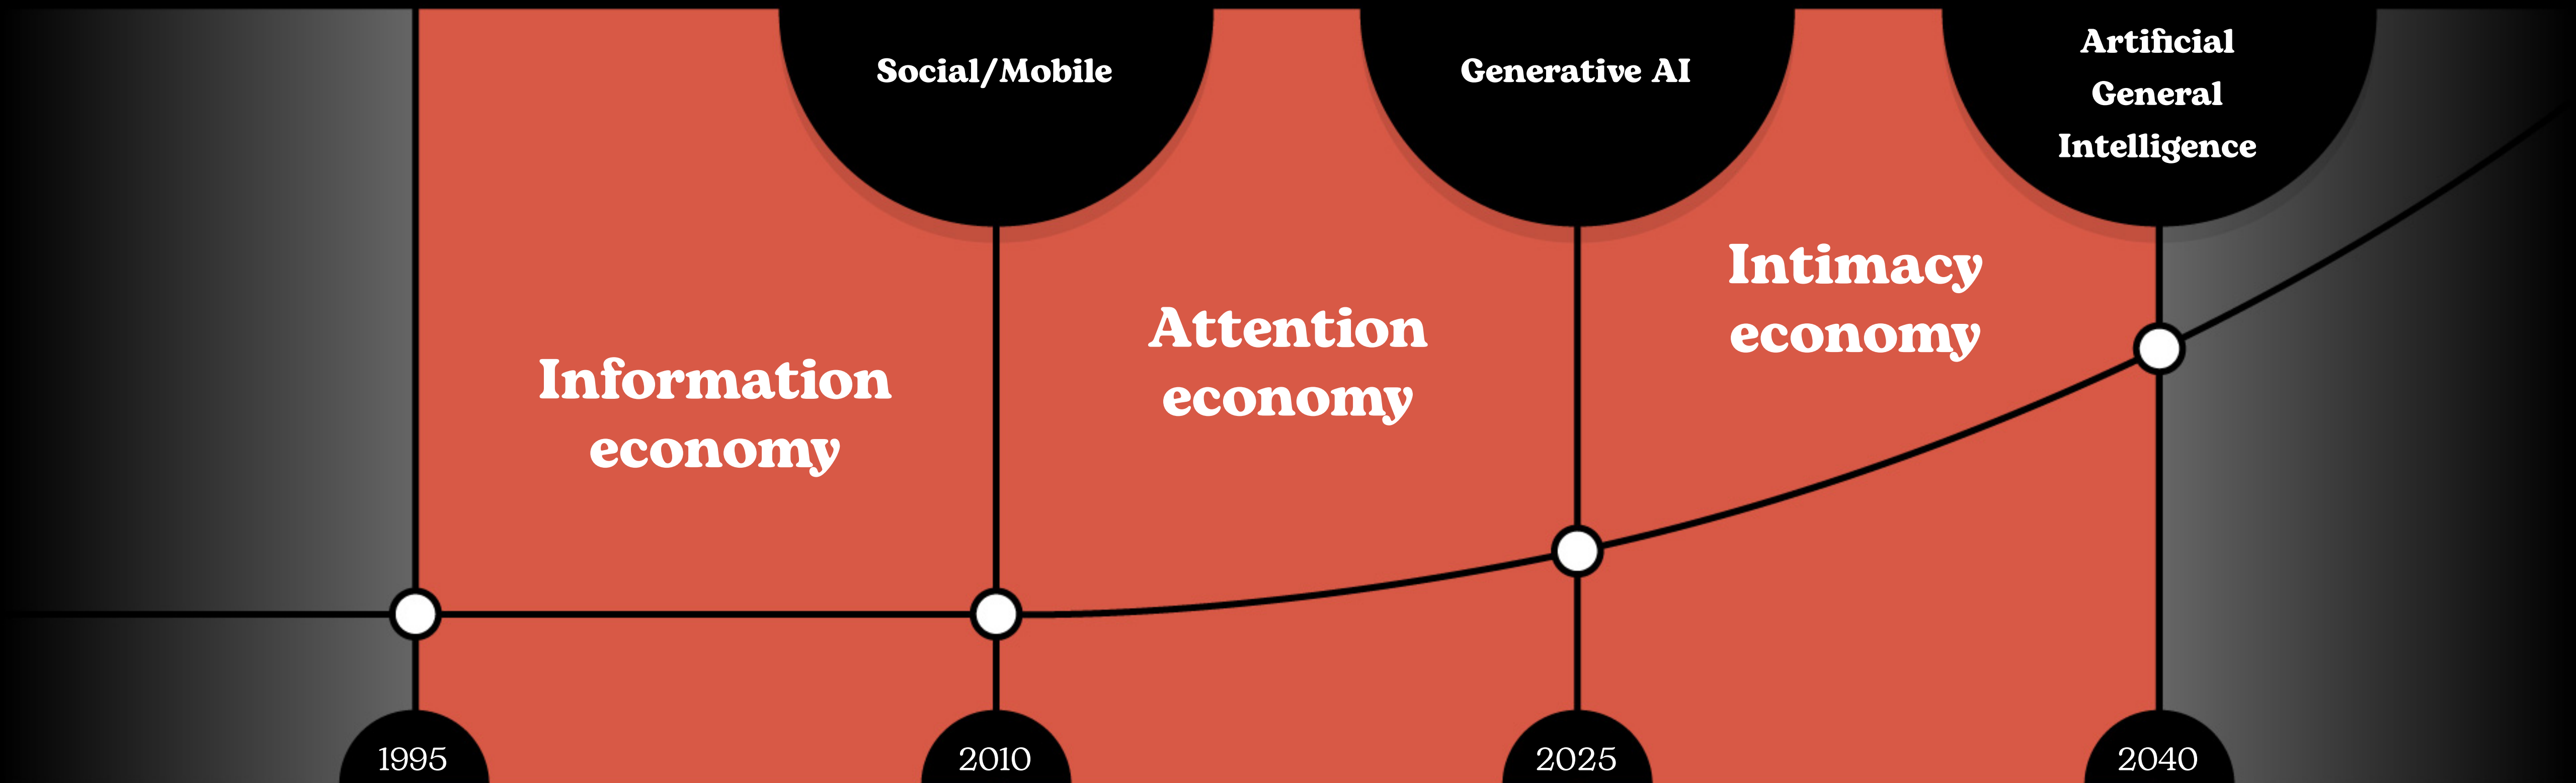 Social/Mobile
Generative AI
Artificial
General
Intelligence
Information
economy
Attention
economy
Intimacy
economy
1995
2010
2025
2040